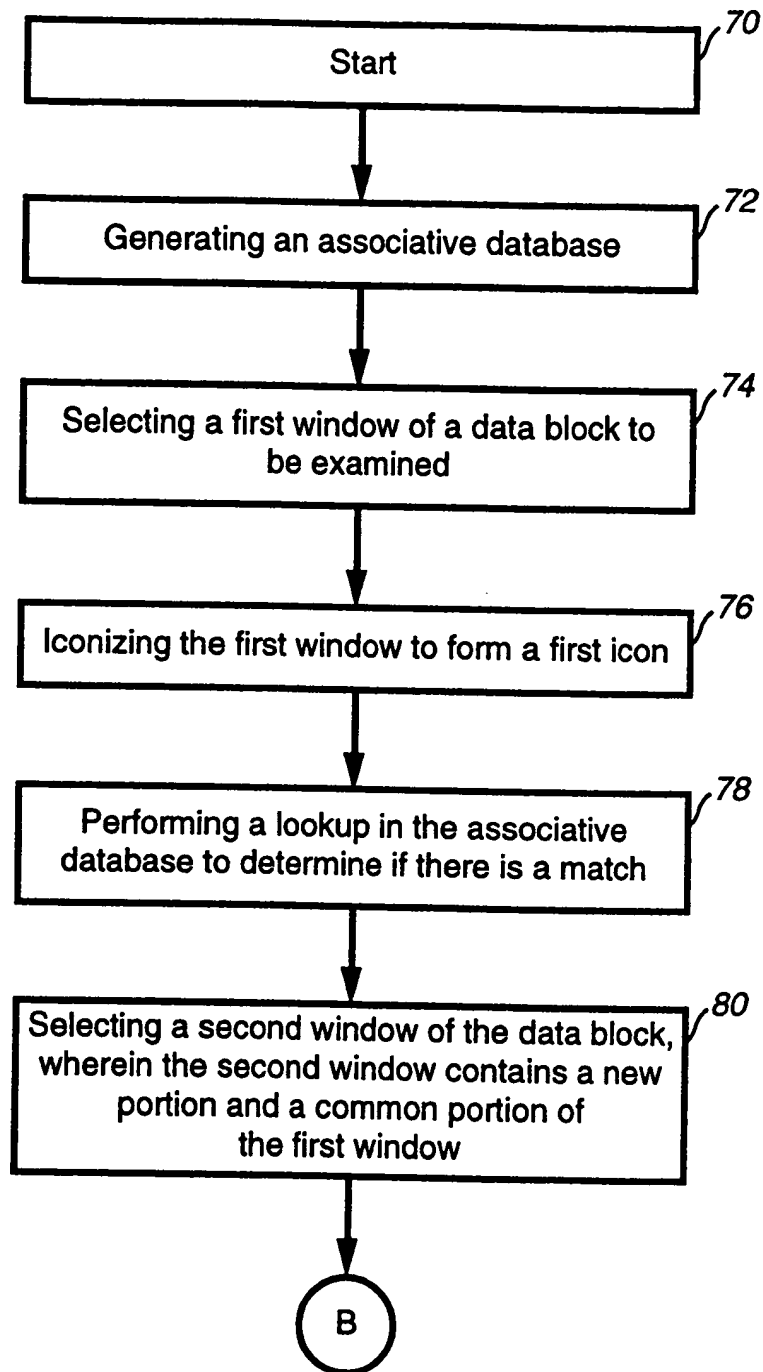 70
Start
72
Generating an associative database
74
Selecting a first window of a data block to
be examined
76
Iconizing the first window to form a first icon
78
Performing a lookup in the associative
database to determine if there is a match
80
Selecting a second window of the data block,
wherein the second window contains a new
portion and a common portion of
the first window
B